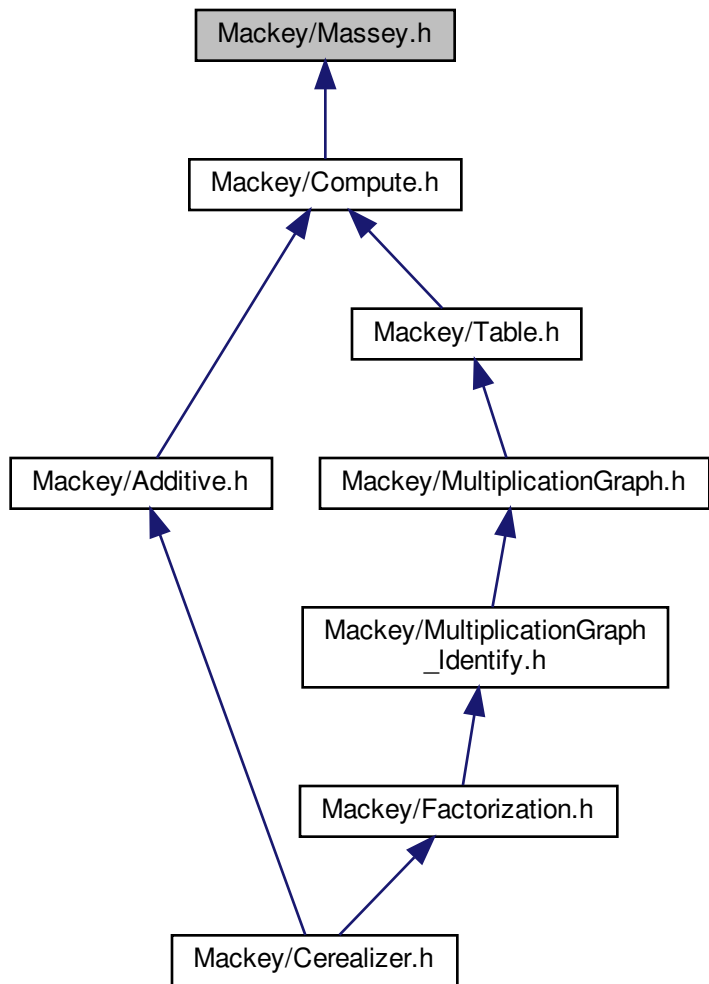 Mackey/Massey.h
Mackey/Compute.h
Mackey/Table.h
Mackey/Additive.h
Mackey/MultiplicationGraph.h
Mackey/MultiplicationGraph
_Identify.h
Mackey/Factorization.h
Mackey/Cerealizer.h